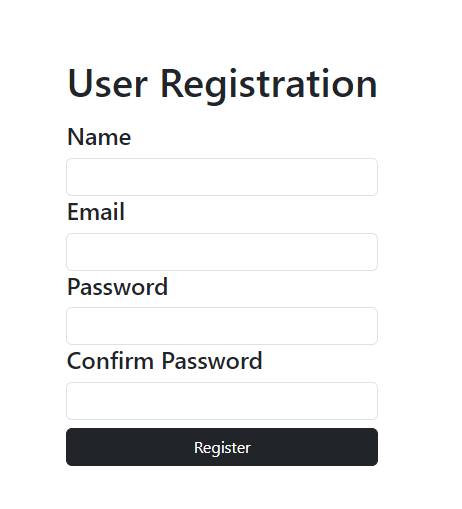 User Registration
Name
Email
Password
Confirm Password
Register